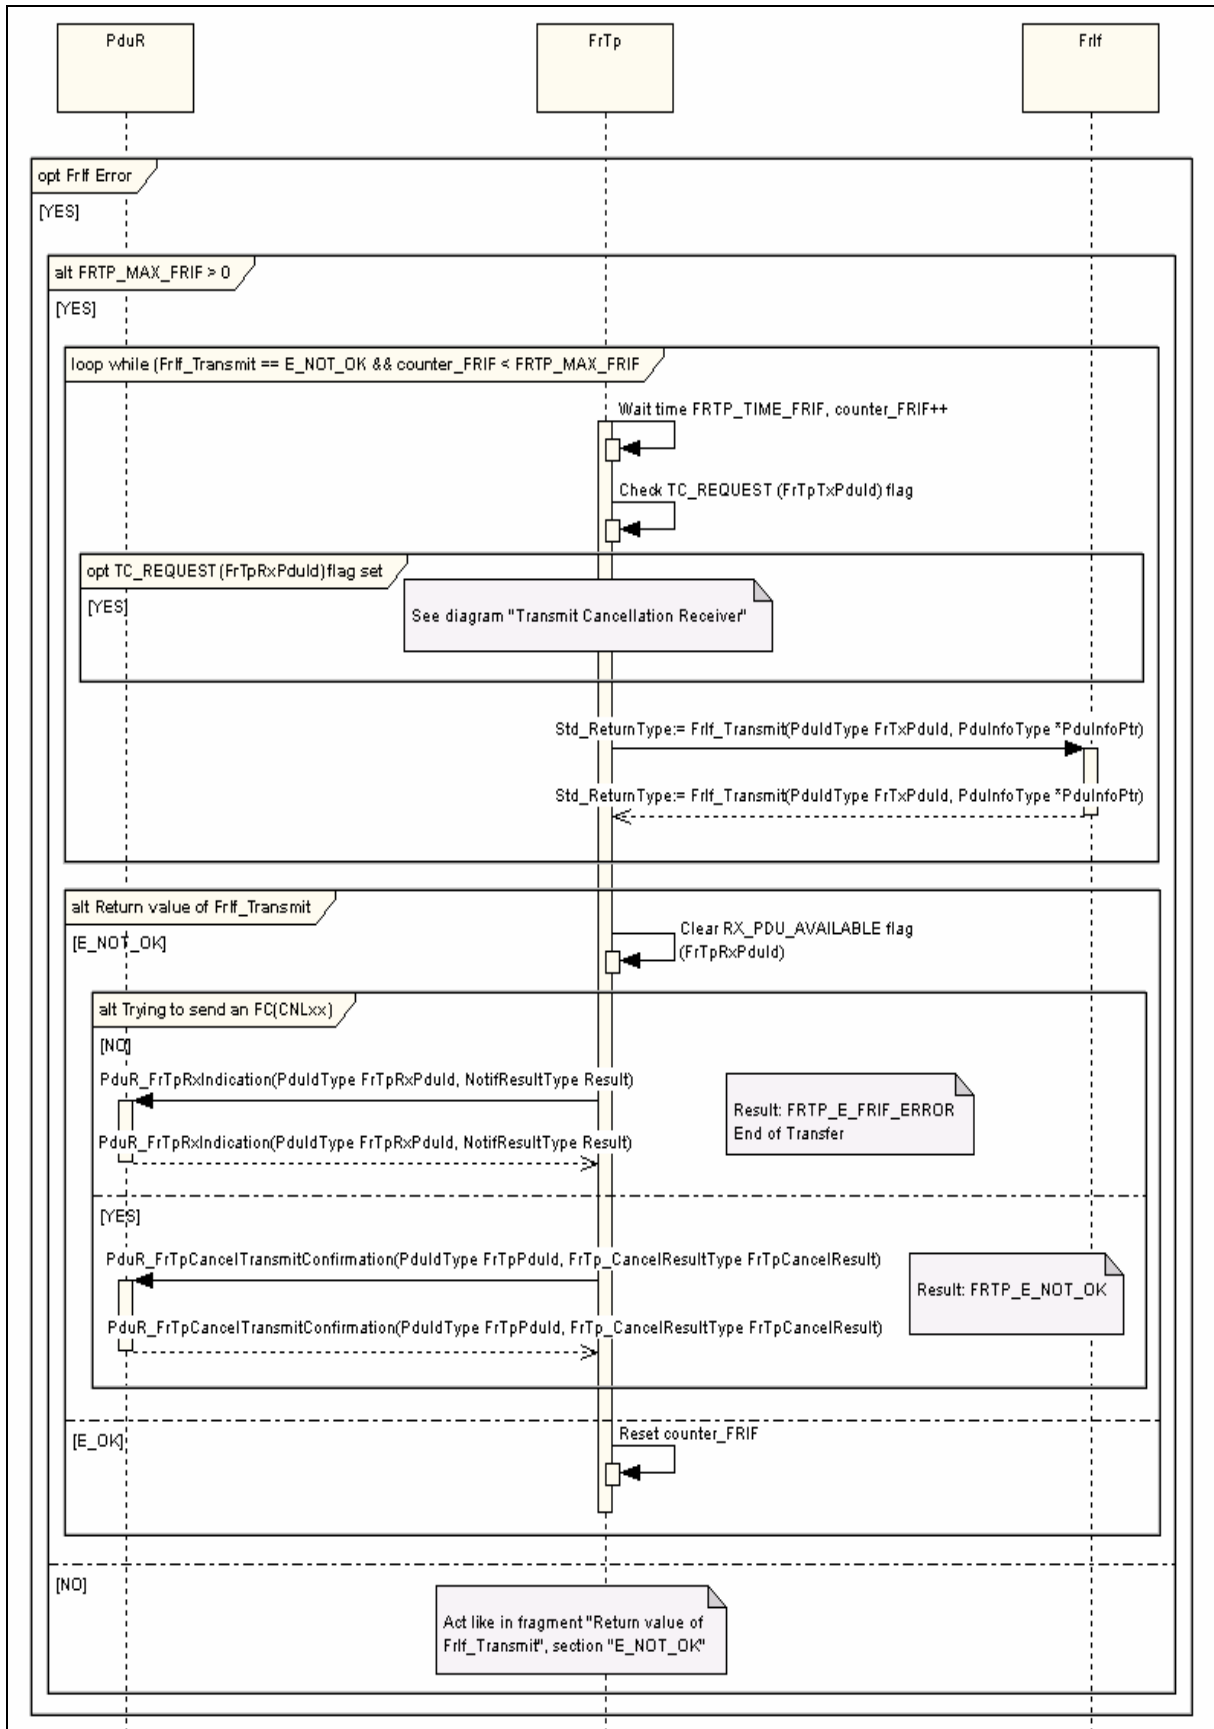 PduR
FrTp
FrIf
opt FrIf Error
[YES]
alt FRTP_MAX_FRIF > 0
[YES]
loop while (FrIf_Transmit == E_NOT_OK && counter_FRIF < FRTP_MAX_FRIF
Wait time FRTP_TIME_FRIF, counter_FRIF++
Check TC_REQUEST (FrTpTxPduId) flag
opt TC_REQUEST (FrTpRxPduId)flag set
[YES]
See diagram "Transmit Cancellation Receiver"
Std_ReturnType:= FrIf_Transmit(PduIdType FrTxPduId, PduInfoType *PduInfoPtr)
Std_ReturnType:= FrIf_Transmit(PduIdType FrTxPduId, PduInfoType *PduInfoPtr)
alt Return value of FrIf_Transmit
[E_NOT_OK]
Clear RX_PDU_AVAILABLE flag
(FrTpRxPduId)
alt Trying to send an FC(CNLxx)
[NO]
PduR_FrTpRxIndication(PduIdType FrTpRxPduId, NotifResultType Result)
Result: FRTP_E_FRIF_ERROR
End of Transfer
PduR_FrTpRxIndication(PduIdType FrTpRxPduId, NotifResultType Result)
[YES]
PduR_FrTpCancelTransmitConfirmation(PduIdType FrTpPduId, FrTp_CancelResultType FrTpCancelResult)
Result: FRTP_E_NOT_OK
PduR_FrTpCancelTransmitConfirmation(PduIdType FrTpPduId, FrTp_CancelResultType FrTpCancelResult)
[E_OK]
Reset counter_FRIF
[NO]
Act like in fragment "Return value of
FrIf_Transmit", section "E_NOT_OK"